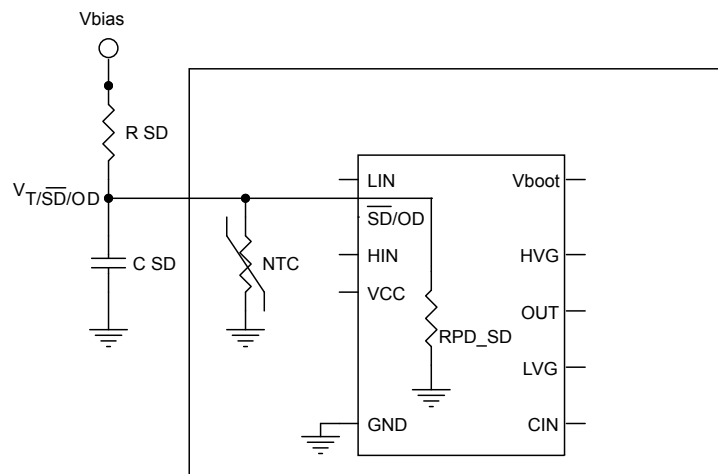 Vbias
R SD
VT/SD/OD
C SD
NTC
LIN
SD/OD
HIN
VCC
RPD_SD
GND
Vboot
HVG
OUT
LVG
CIN